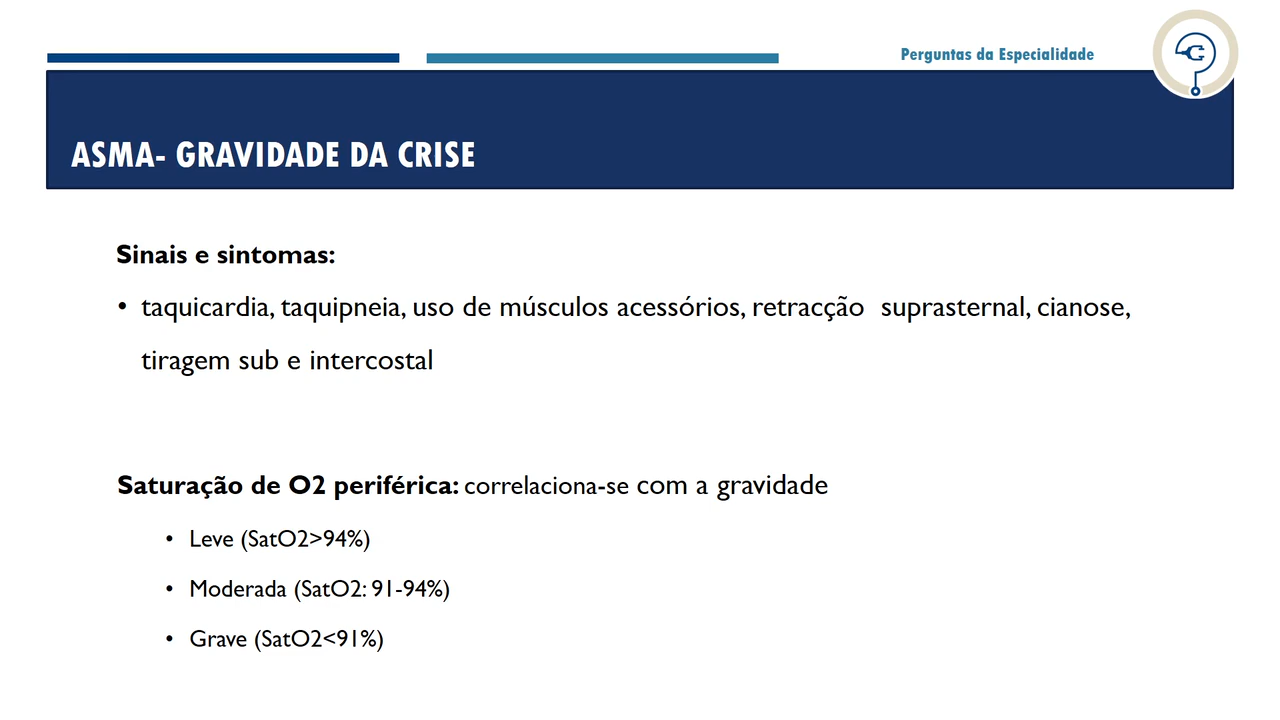 Perguntas da Especialidade
ASMA- GRAVIDADE DA CRISE
Sinais e sintomas:
• taquicardia, taquipneia, uso de músculos acessórios, retracção  suprasternal, cianose,
tiragem sub e intercostal
Saturação de O2 periférica: correlaciona-se com a gravidade
• Leve (SatO2>94%)
• Moderada (SatO2: 91-94%)
• Grave (SatO2<91%)